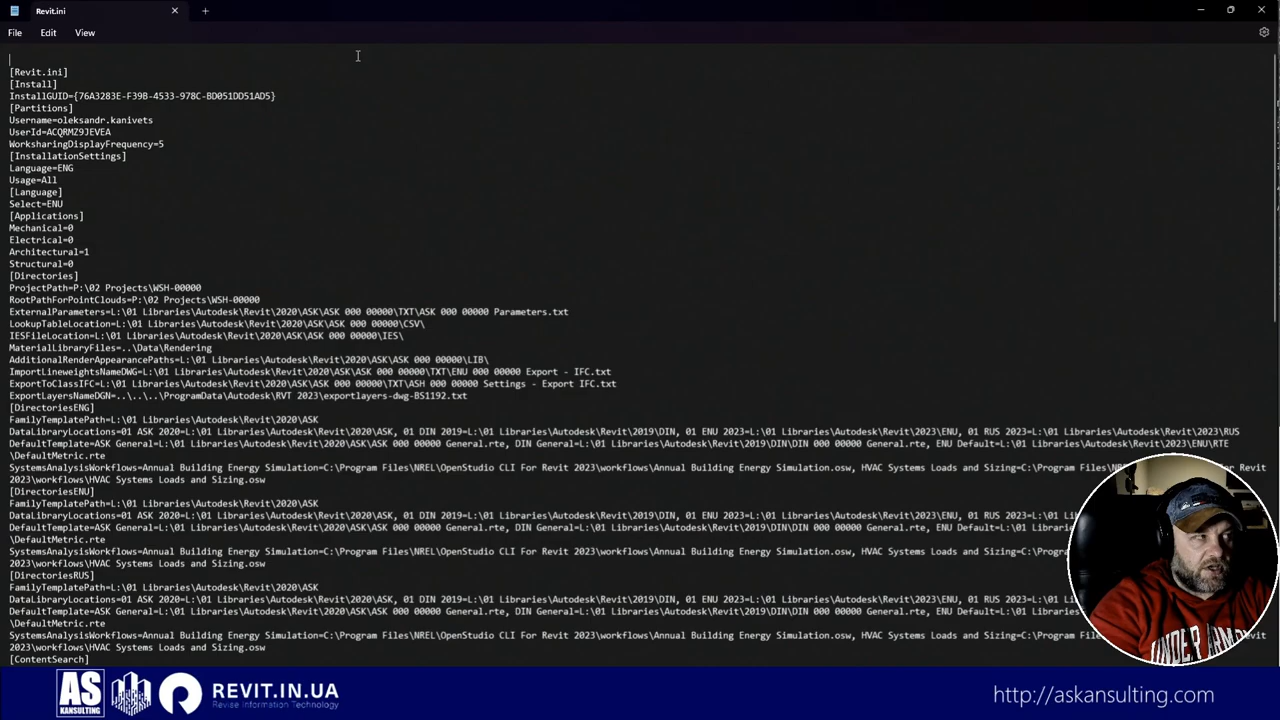 Revit.ini
File Edit View
[Revit.ini]
[Install]
InstallGUID={76A3283E-F39B-4533-978C-BD051DD51AD5}
[Partitions]
Username=oleksandr.kanivets
UserId=ACQRMZ9JEVEA
WorksharingDisplayFrequency=5
[InstallationSettings]
Language=ENG
Usage=All
[Language]
Select=ENU
[Applications]
Mechanical=0
Electrical=0
Architectural=1
Structural=0
[Directories]
ProjectPath=P:\02 Projects\WSH-00000
RootPathForPointClouds=P:\02 Projects\WSH-00000
ExternalParameters=L:\01 Libraries\Autodesk\Revit\2020\ASK\ASK 000 00000\TXT\ASK 000 00000 Parameters.txt
LookupTableLocation=L:\01 Libraries\Autodesk\Revit\2020\ASK\ASK 000 00000\CSV\
IESFileLocation=L:\01 Libraries\Autodesk\Revit\2020\ASK\ASK 000 00000\IES\
MaterialLibraryFiles=..\Data\Rendering
AdditionalRenderAppearancePaths=L:\01 Libraries\Autodesk\Revit\2020\ASK\ASK 000 00000\LIB\
ImportLineweightsNameDWG=L:\01 Libraries\Autodesk\Revit\2020\ASK\ASK 000 00000\TXT\ENU 000 00000 Export - IFC.txt
ExportToClassIFC=L:\01 Libraries\Autodesk\Revit\2020\ASK\ASK 000 00000\TXT\ASH 000 00000 Settings - Export IFC.txt
ExportLayersNameDGN=..\..\..\ProgramData\Autodesk\RVT 2023\exportlayers-dwg-BS1192.txt
[DirectoriesENG]
FamilyTemplatePath=L:\01 Libraries\Autodesk\Revit\2020\ASK
DataLibraryLocations=01 ASK 2020=L:\01 Libraries\Autodesk\Revit\2020\ASK, 01 DIN 2019=L:\01 Libraries\Autodesk\Revit\2019\DIN, 01 ENU 2023=L:\01 Libraries\Autodesk\Revit\2023\ENU, 01 RUS 2023=L:\01 Libraries\Autodesk\Revit\2023\RUS
DefaultTemplate=ASK General=L:\01 Libraries\Autodesk\Revit\2020\ASK\ASK 000 00000 General.rte, DIN General=L:\01 Libraries\Autodesk\Revit\2019\DIN\DIN 000 00000 General.rte, ENU Default=L:\01 Libraries\Autodesk\Revit\2023\ENU\RTE
\DefaultMetric.rte
SystemsAnalysisWorkflows=Annual Building Energy Simulation=C:\Program Files\NREL\OpenStudio CLI For Revit 2023\workflows\Annual Building Energy Simulation.osw, HVAC Systems Loads and Sizing=C:\Program Files\ Revit
2023\workflows\HVAC Systems Loads and Sizing.osw
[DirectoriesENU]
FamilyTemplatePath=L:\01 Libraries\Autodesk\Revit\2020\ASK
DataLibraryLocations=01 ASK 2020=L:\01 Libraries\Autodesk\Revit\2020\ASK, 01 DIN 2019=L:\01 Libraries\Autodesk\Revit\2019\DIN, 01 ENU 2023=L:\01 Libraries\Autodesk\Revit\2023\ENU, 01 RUS 2023=L:\01
DefaultTemplate=ASK General=L:\01 Libraries\Autodesk\Revit\2020\ASK\ASK 000 00000 General.rte, DIN General=L:\01 Libraries\Autodesk\Revit\2019\DIN\DIN 000 00000 General.rte, ENU Default=L:\01
\DefaultMetric.rte
SystemsAnalysisWorkflows=Annual Building Energy Simulation=C:\Program Files\NREL\OpenStudio CLI For Revit 2023\workflows\Annual Building Energy Simulation.osw, HVAC Systems Loads and Sizing=C:
2023\workflows\HVAC Systems Loads and Sizing.osw
[DirectoriesRUS]
FamilyTemplatePath=L:\01 Libraries\Autodesk\Revit\2020\ASK
DataLibraryLocations=01 ASK 2020=L:\01 Libraries\Autodesk\Revit\2020\ASK, 01 DIN 2019=L:\01 Libraries\Autodesk\Revit\2019\DIN, 01 ENU 2023=L:\01 Libraries\Autodesk\Revit\2023\ENU, 01 RUS 2023=L:\01
DefaultTemplate=ASK General=L:\01 Libraries\Autodesk\Revit\2020\ASK\ASK 000 00000 General.rte, DIN General=L:\01 Libraries\Autodesk\Revit\2019\DIN\DIN 000 00000 General.rte, ENU Default=L:\01
\DefaultMetric.rte
SystemsAnalysisWorkflows=Annual Building Energy Simulation=C:\Program Files\NREL\OpenStudio CLI For Revit 2023\workflows\Annual Building Energy Simulation.osw, HVAC Systems Loads and Sizing=C: Revit
2023\workflows\HVAC Systems Loads and Sizing.osw
[ContentSearch]
UNDER
AS
KANSULTING
REVIT.IN.UA
Revise Information Technology
http://askansulting.com